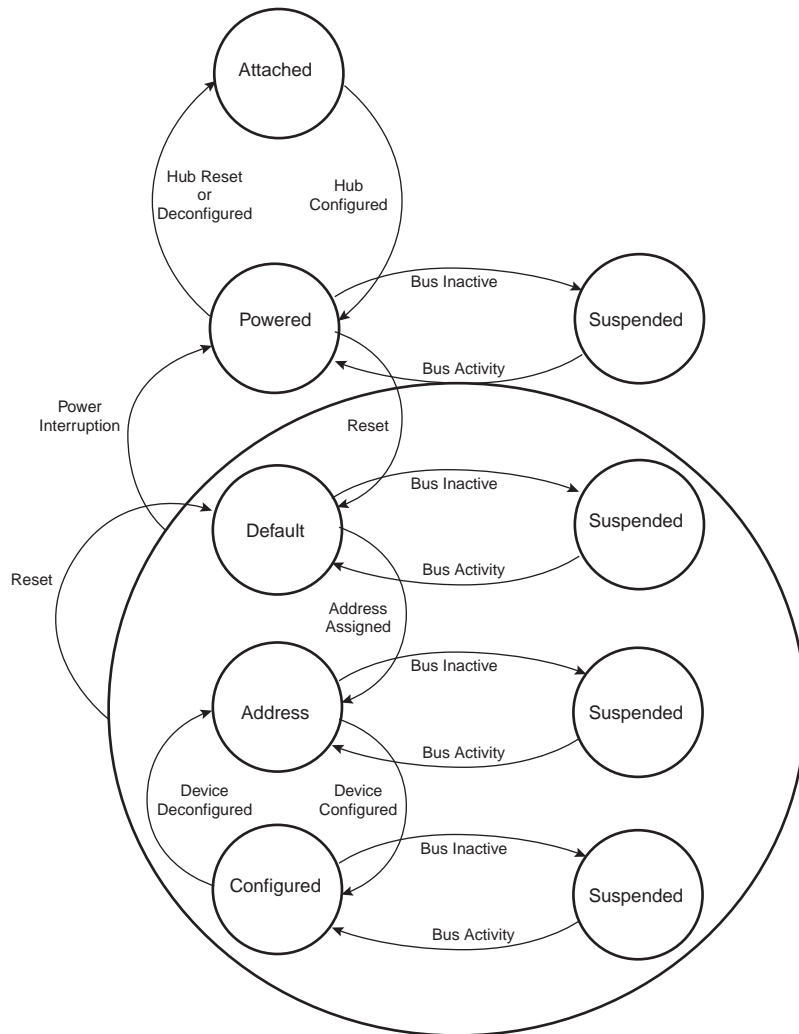 Attached
Hub Reset
or
Deconfigured
Hub
Configured
Bus Inactive
Powered
Suspended
Bus Activity
Power
Interruption
Reset
Bus Inactive
Default
Suspended
Bus Activity
Reset
Address
Assigned
Bus Inactive
Address
Suspended
Bus Activity
Device
Deconfigured
Device
Configured
Bus Inactive
Configured
Suspended
Bus Activity